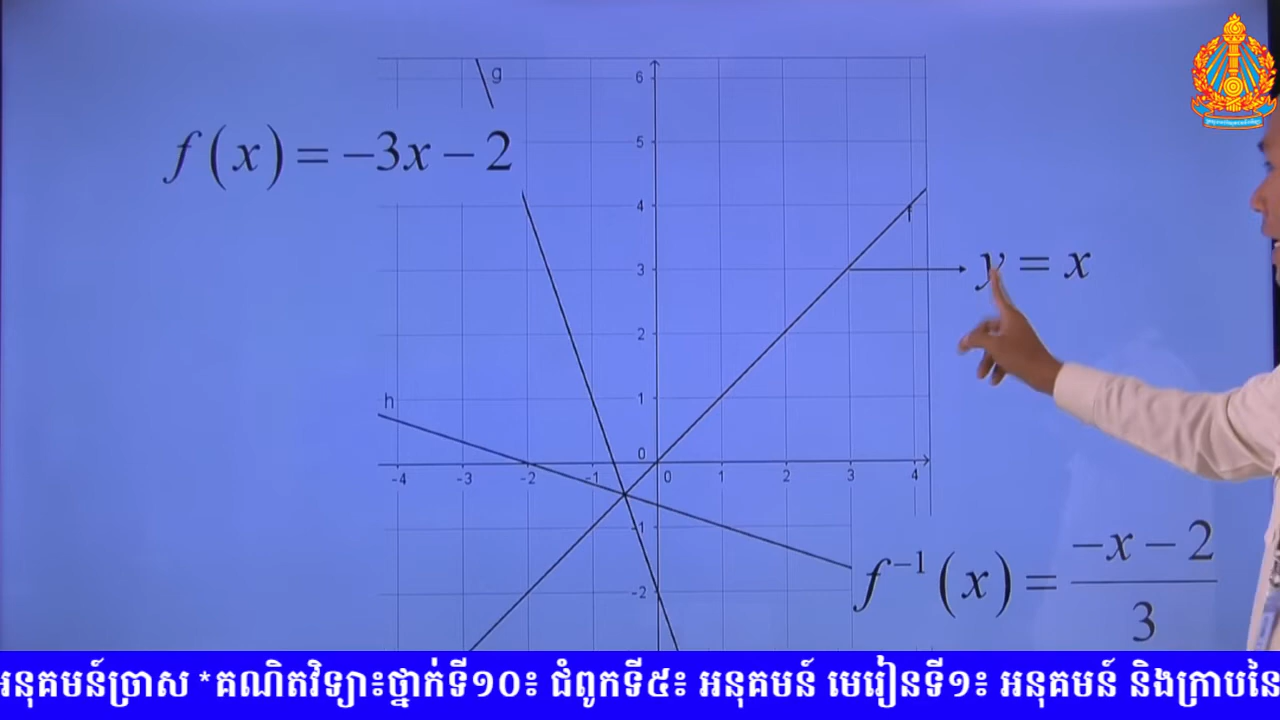 g
f(x) = −3x − 2
6
5
4
3
2
1
0
-1
-2
-4 -3 -2 -1 0 1 2 3 4
h
f
y = x
f⁻¹(x) = (−x − 2)/3
អនុគមន៍ច្រាស *គណិតវិទ្យា៖ថ្នាក់ទី១០៖ ជំពូកទី៥៖ អនុគមន៍ មេរៀនទី១៖ អនុគមន៍ និងក្រាបនៃ